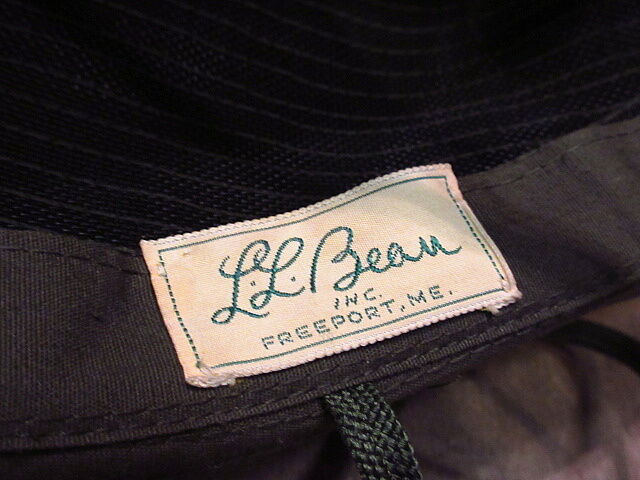 L.L. Bean
INC.
FREEPORT, ME.